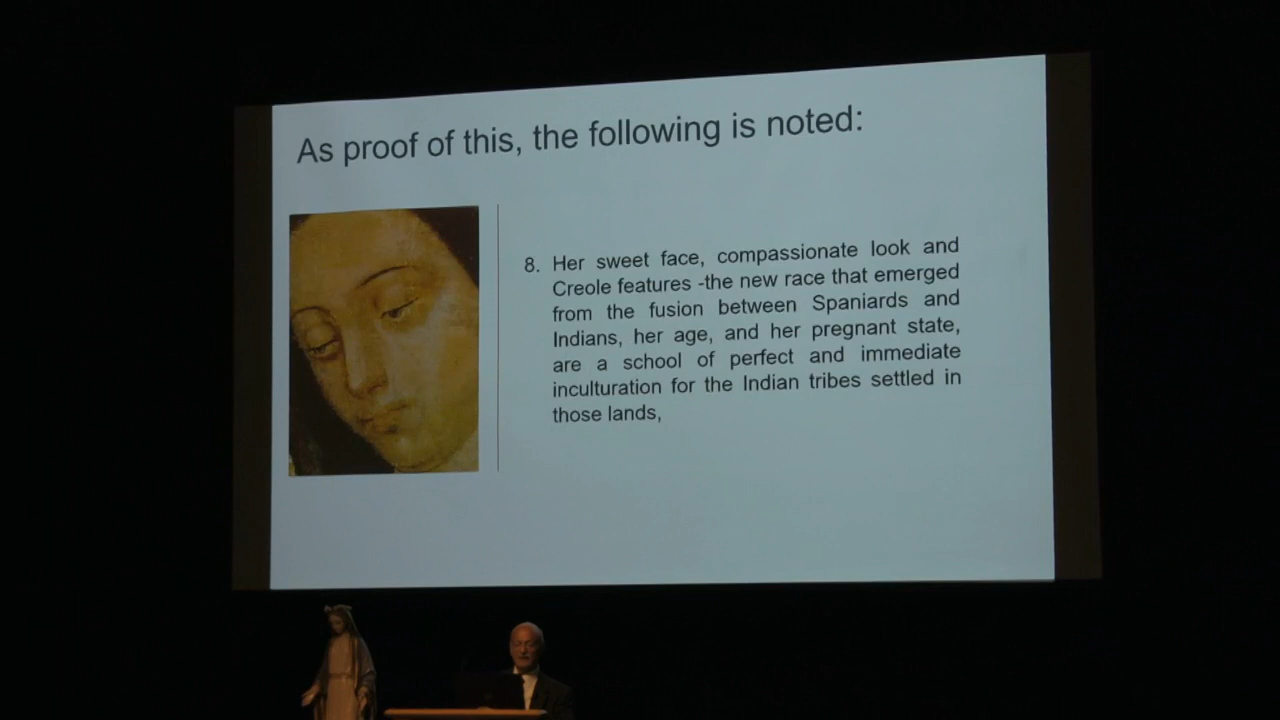 As proof of this, the following is noted:
8. Her sweet face, compassionate look and
Creole features -the new race that emerged
from the fusion between Spaniards and
Indians, her age, and her pregnant state,
are a school of perfect and immediate
inculturation for the Indian tribes settled in
those lands,